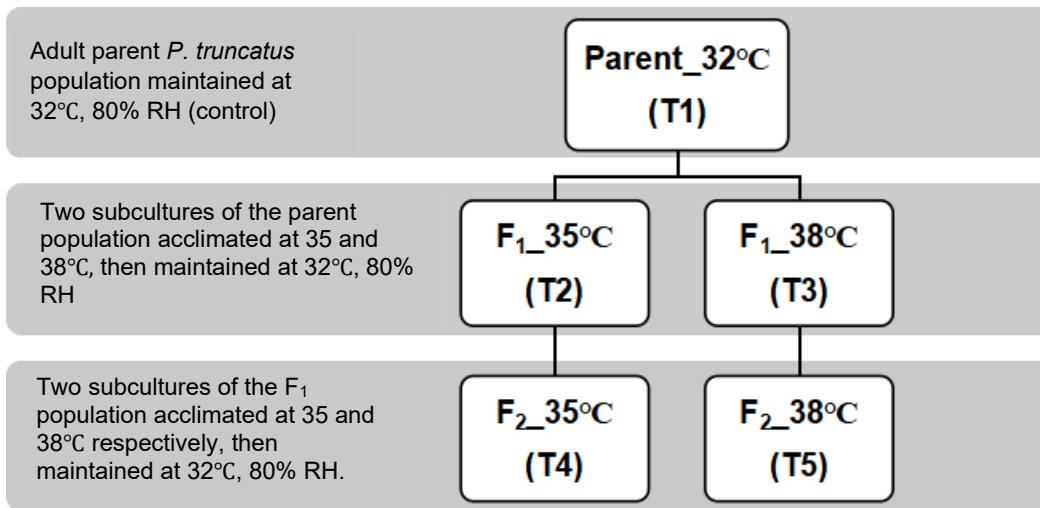 Adult parent P. truncatus
population maintained at
32°C, 80% RH (control)
Parent_32°C
(T1)
Two subcultures of the parent
population acclimated at 35 and
38°C, then maintained at 32°C, 80%
RH
F₁_35°C
(T2)
F₁_38°C
(T3)
Two subcultures of the F₁
population acclimated at 35 and
38°C respectively, then
maintained at 32°C, 80% RH.
F₂_35°C
(T4)
F₂_38°C
(T5)